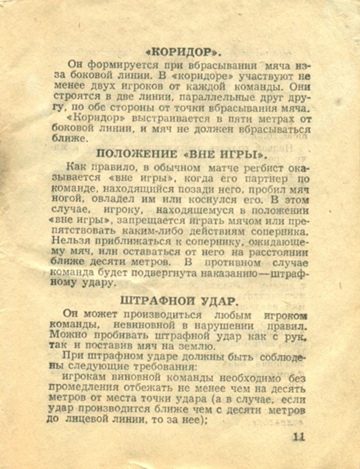 «КОРИДОР».
Он формируется при вбрасывании мяча из-
за боковой линии. В «коридоре» участвуют не
менее двух игроков от каждой команды. Они
строятся в две линии, параллельные друг дру-
гу, по обе стороны от точки вбрасывания мяча.
«Коридор» выстраивается в пяти метрах от
боковой линии, и мяч не должен вбрасываться
ближе.
ПОЛОЖЕНИЕ «ВНЕ ИГРЫ».
Как правило, в обычном матче регбист ока-
зывается «вне игры», когда его партнер по
команде, находящийся позади него, пробил мяч
ногой, овладел им или коснулся его. В этом
случае, игроку, находящемуся в положении
«вне игры», запрещается играть мячом или пре-
пятствовать каким-либо действиям соперника.
Нельзя приближаться к сопернику, ожидающе-
му мяч, или оставаться от него на расстоянии
ближе десяти метров. В противном случае
команда будет подвергнута наказанию—штраф-
ному удару.
ШТРАФНОЙ УДАР.
Он может производиться любым игроком
команды, невиновной в нарушении правил.
Можно пробивать штрафной удар как с рук,
так и поставив мяч на землю.
При штрафном ударе должны быть соблюде-
ны следующие требования:
игрокам виновной команды необходимо без
промедления отбежать не менее чем на десять
метров от места точки удара (а в случае, если
удар производится ближе чем с десяти метров
до лицевой линии, то за нее);
11